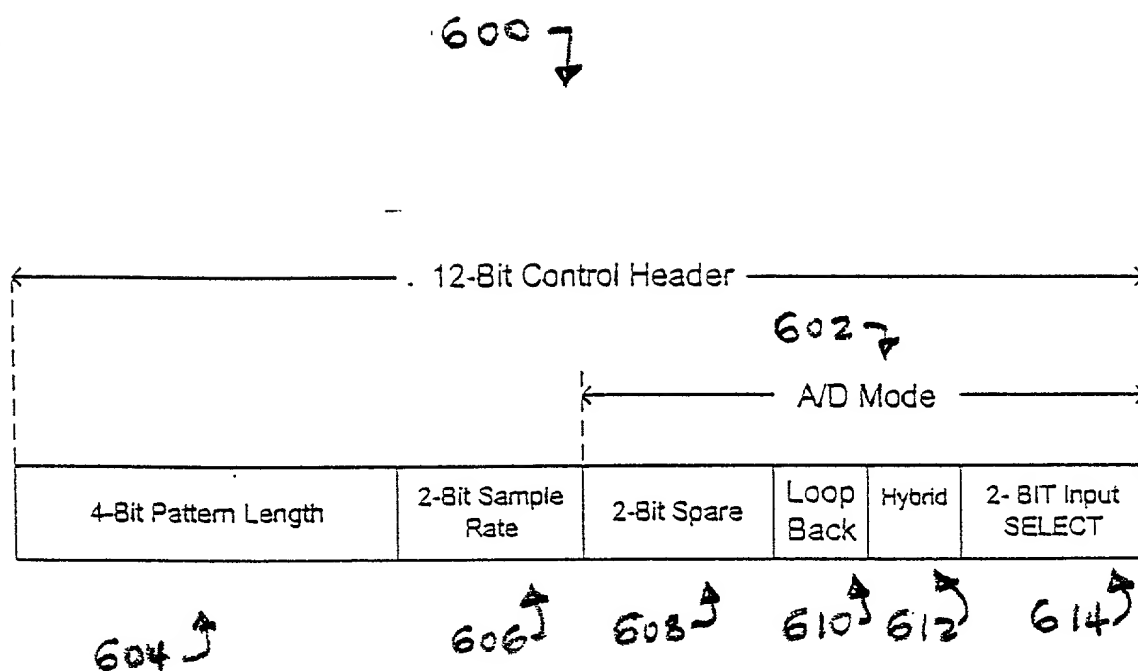 600
12-Bit Control Header
602
A/D Mode
4-Bit Pattern Length
2-Bit Sample
Rate
2-Bit Spare
Loop
Back
Hybrid
2- BIT Input
SELECT
604
606
608
610
612
614